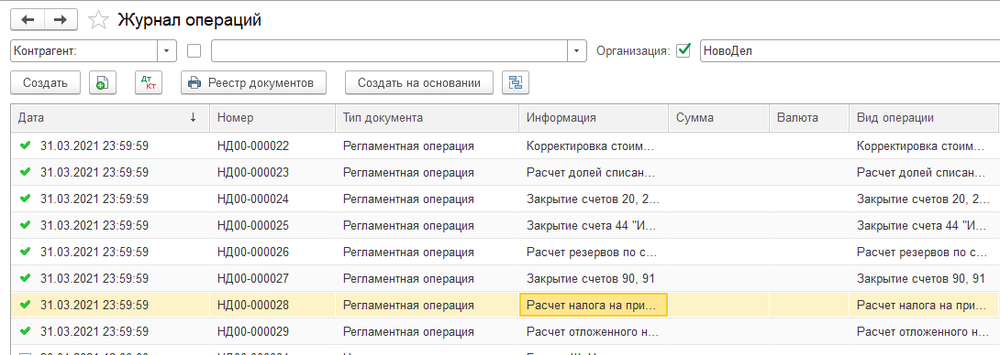 Журнал операций
Контрагент: Организация: НовоДел
Создать Дт Кт Реестр документов Создать на основании
Дата ↓ Номер Тип документа Информация Сумма Валюта Вид операции
31.03.2021 23:59:59 НД00-000022 Регламентная операция Корректировка стоим... Корректировка стоим...
31.03.2021 23:59:59 НД00-000023 Регламентная операция Расчет долей списан... Расчет долей списан...
31.03.2021 23:59:59 НД00-000024 Регламентная операция Закрытие счетов 20, 2... Закрытие счетов 20, 2...
31.03.2021 23:59:59 НД00-000025 Регламентная операция Закрытие счета 44 "И... Закрытие счета 44 "И...
31.03.2021 23:59:59 НД00-000026 Регламентная операция Расчет резервов по с... Расчет резервов по с...
31.03.2021 23:59:59 НД00-000027 Регламентная операция Закрытие счетов 90, 91 Закрытие счетов 90, 91
31.03.2021 23:59:59 НД00-000028 Регламентная операция Расчет налога на при... Расчет налога на при...
31.03.2021 23:59:59 НД00-000029 Регламентная операция Расчет отложенного н... Расчет отложенного н...